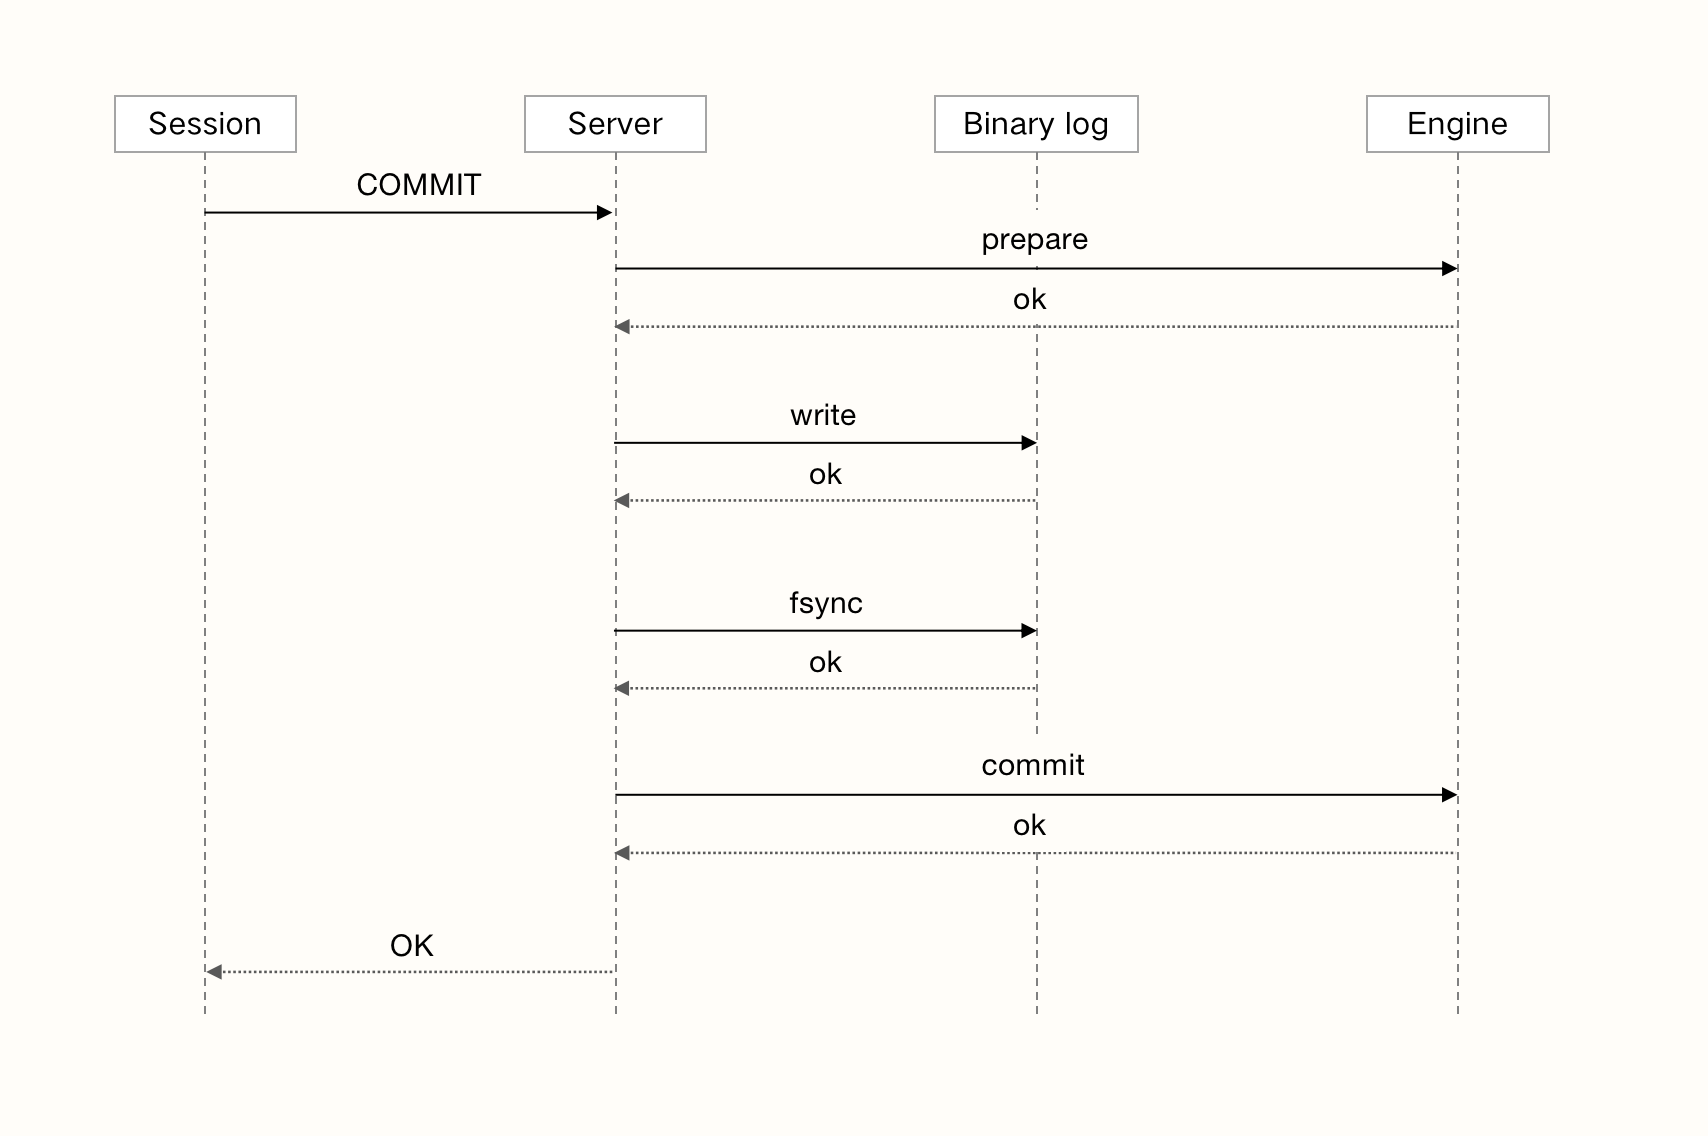 Session
Server
Binary log
Engine
COMMIT
prepare
ok
write
ok
fsync
ok
commit
ok
OK